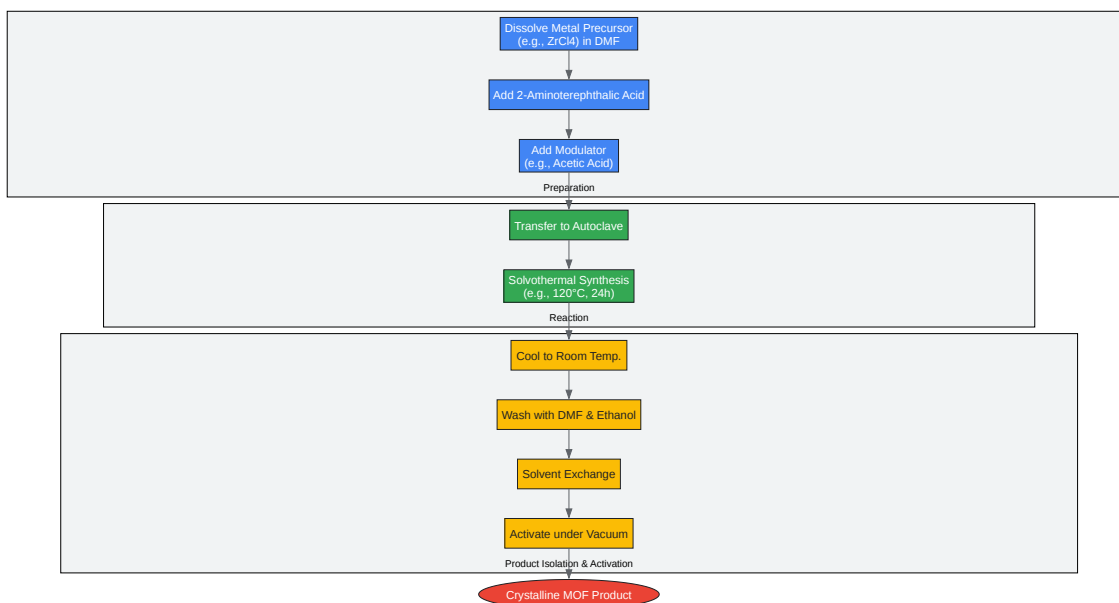 Dissolve Metal Precursor
(e.g., ZrCl4) in DMF
Add 2-Aminoterephthalic Acid
Add Modulator
(e.g., Acetic Acid)
Preparation
Transfer to Autoclave
Solvothermal Synthesis
(e.g., 120°C, 24h)
Reaction
Cool to Room Temp.
Wash with DMF & Ethanol
Solvent Exchange
Activate under Vacuum
Product Isolation & Activation
Crystalline MOF Product